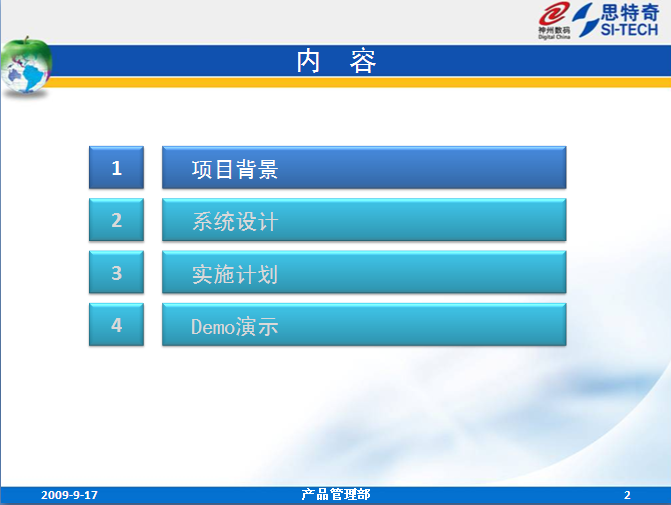 神州数码
Digital China
思特奇
SI-TECH
内 容
1 项目背景
2 系统设计
3 实施计划
4 Demo演示
2009-9-17 产品管理部 2